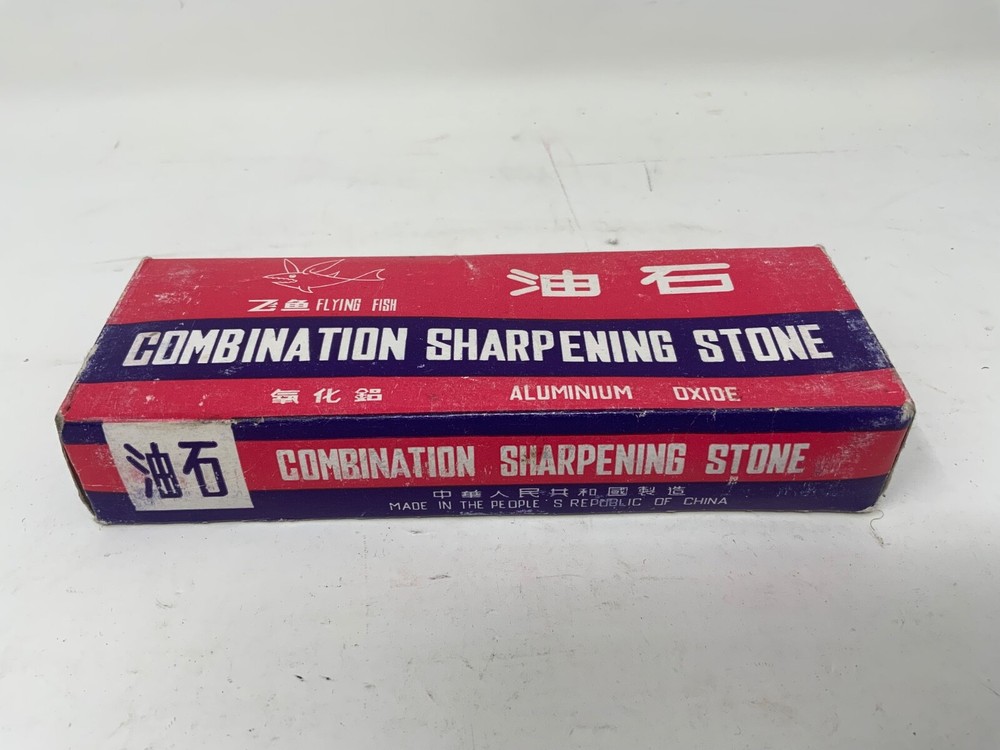 油石
飞鱼 FLYING FISH
COMBINATION SHARPENING STONE
氧化鋁 ALUMINIUM OXIDE
油石 COMBINATION SHARPENING STONE
中華人民共和國製造
MADE IN THE PEOPLE'S REPUBLIC OF CHINA